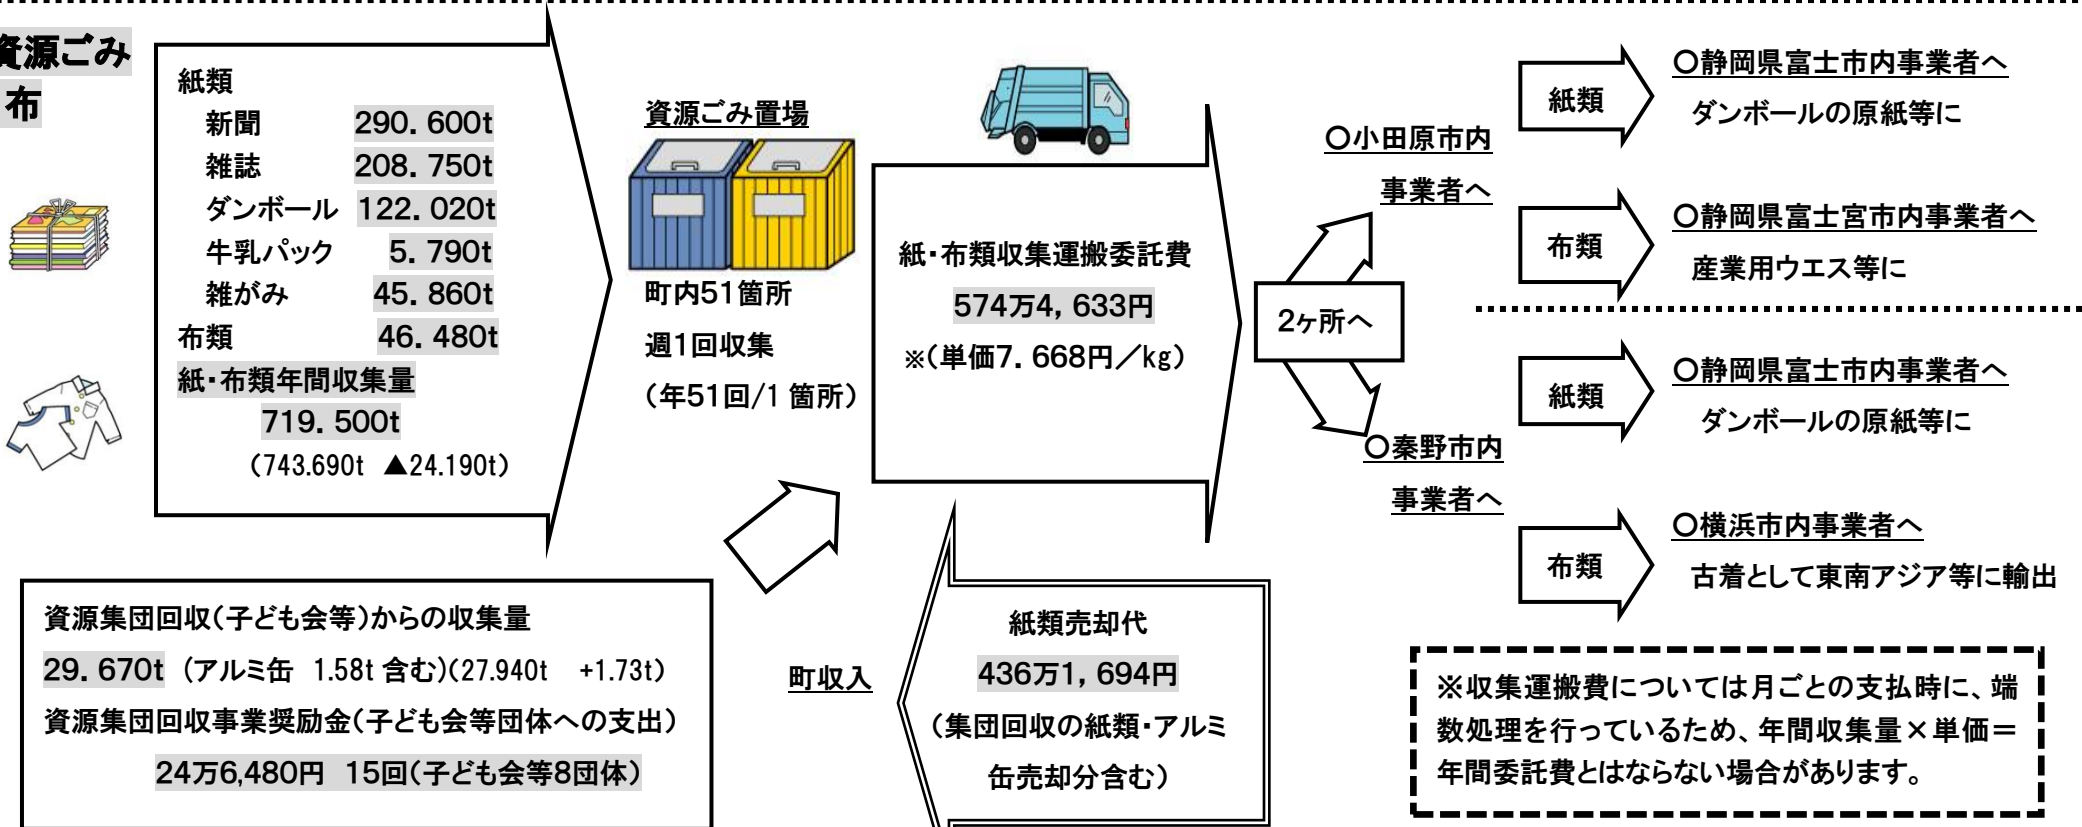 資源ごみ
布
紙類
新聞 290.600t
雑誌 208.750t
ダンボール 122.020t
牛乳パック 5.790t
雑がみ 45.860t
布類 46.480t
紙・布類年間収集量
719.500t
(743.690t ▲24.190t)
資源ごみ置場
町内51箇所
週1回収集
(年51回/1箇所)
紙・布類収集運搬委託費
574万4,633円
※(単価7.668円/kg)
2ヶ所へ
○小田原市内
事業者へ
紙類
○静岡県富士市内事業者へ
ダンボールの原紙等に
布類
○静岡県富士宮市内事業者へ
産業用ウエス等に
○秦野市内
事業者へ
紙類
○静岡県富士市内事業者へ
ダンボールの原紙等に
布類
○横浜市内事業者へ
古着として東南アジア等に輸出
資源集団回収(子ども会等)からの収集量
29.670t (アルミ缶 1.58t含む)(27.940t +1.73t)
資源集団回収事業奨励金(子ども会等団体への支出)
24万6,480円 15回(子ども会等8団体)
町収入
紙類売却代
436万1,694円
(集団回収の紙類・アルミ
缶売却分含む)
※収集運搬費については月ごとの支払時に、端
数処理を行っているため、年間収集量×単価=
年間委託費とはならない場合があります。